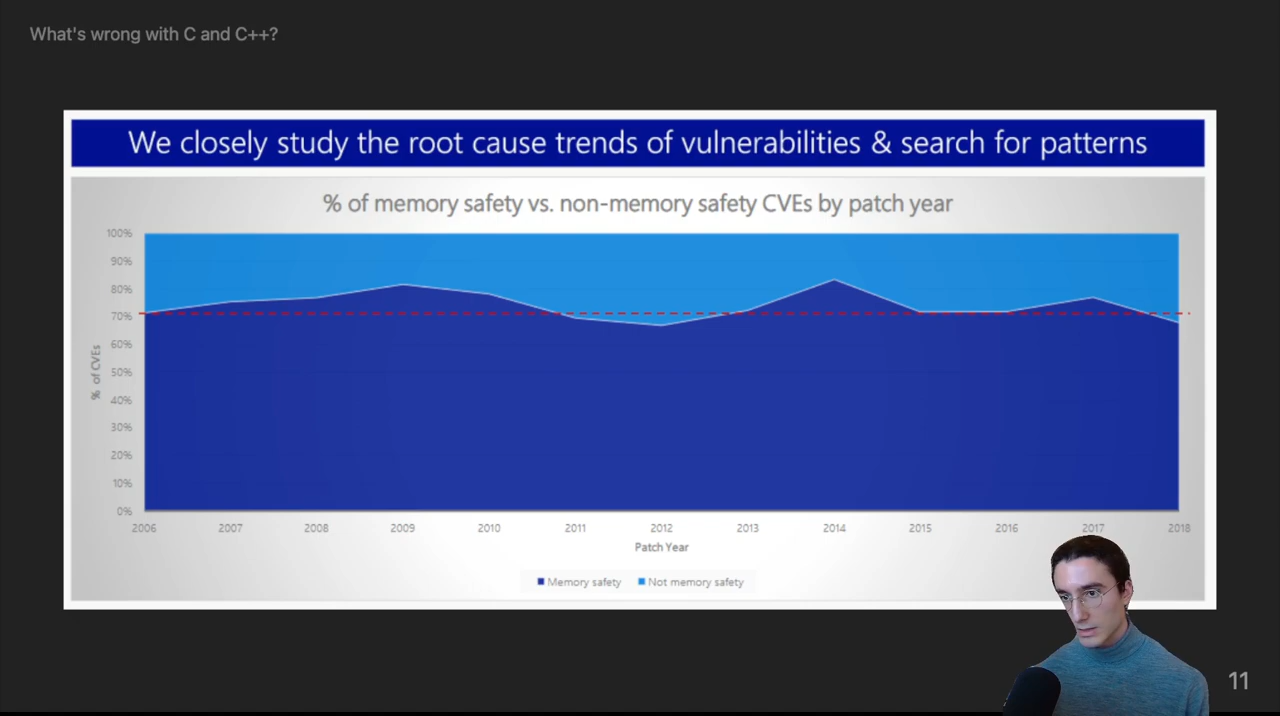 What's wrong with C and C++?
We closely study the root cause trends of vulnerabilities & search for patterns
% of memory safety vs. non-memory safety CVEs by patch year
100%
90%
80%
70%
60%
50%
40%
30%
20%
10%
0%
% of CVEs
2006 2007 2008 2009 2010 2011 2012 2013 2014 2015 2016 2017 2018
Patch Year
Memory safety Not memory safety
11